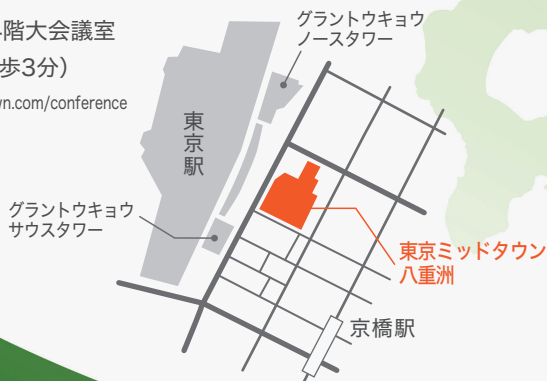 階大会議室
歩3分）
wn.com/conference
グラントウキョウ
ノースタワー
東京駅
グラントウキョウ
サウスタワー
東京ミッドタウン
八重洲
京橋駅